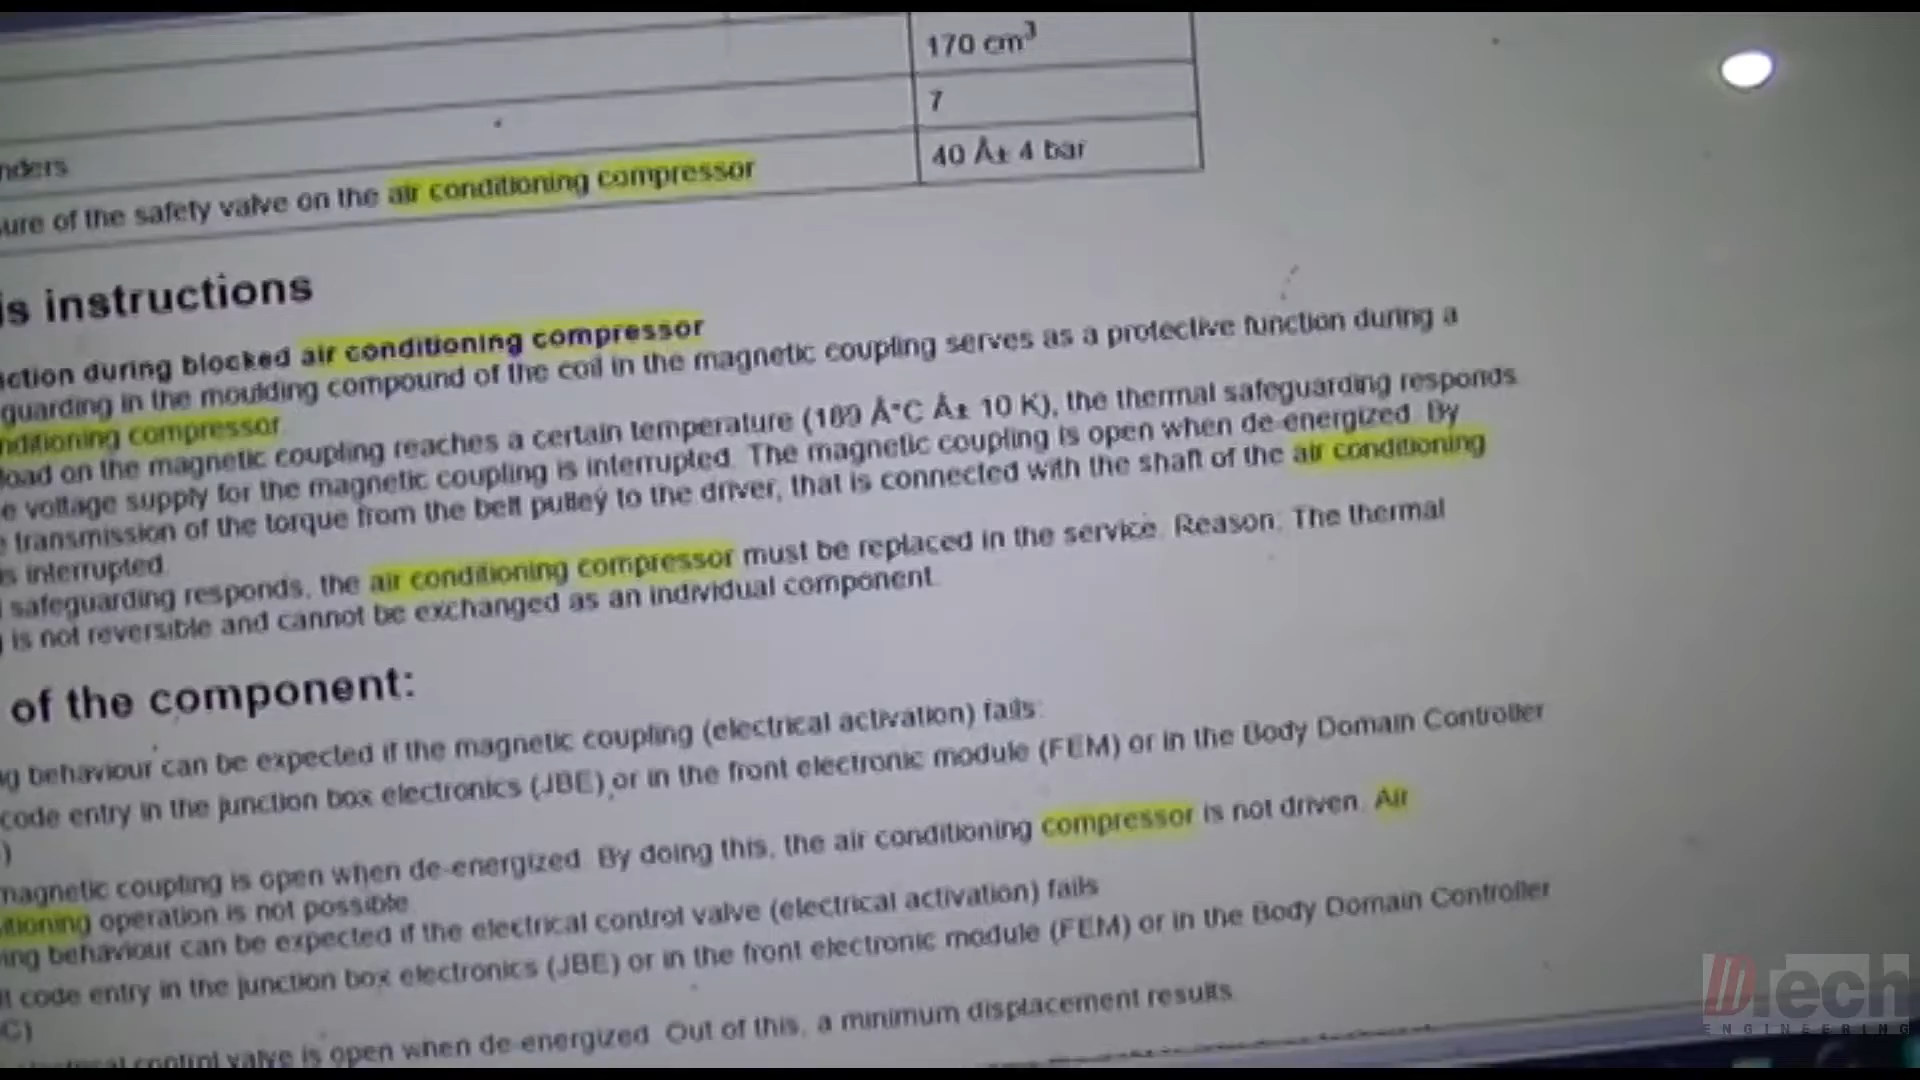 170 cm³
7
nders
40 Â± 4 bar
ure of the safety valve on the air conditioning compressor
is instructions
ction during blocked air conditioning compressor
guarding in the moulding compound of the coil in the magnetic coupling serves as a protective function during a
nditioning compressor.
load on the magnetic coupling reaches a certain temperature (189 Â°C Â± 10 K), the thermal safeguarding responds.
e voltage supply for the magnetic coupling is interrupted. The magnetic coupling is open when de-energized. By
transmission of the torque from the belt pulley to the driver, that is connected with the shaft of the air conditioning
is interrupted.
safeguarding responds, the air conditioning compressor must be replaced in the service. Reason: The thermal
is not reversible and cannot be exchanged as an individual component.
of the component:
ng behaviour can be expected if the magnetic coupling (electrical activation) fails:
code entry in the junction box electronics (JBE) or in the front electronic module (FEM) or in the Body Domain Controller
)
magnetic coupling is open when de-energized. By doing this, the air conditioning compressor is not driven. Air
itioning operation is not possible.
ing behaviour can be expected if the electrical control valve (electrical activation) fails
lt code entry in the junction box electronics (JBE) or in the front electronic module (FEM) or in the Body Domain Controller
C)
control valve is open when de-energized. Out of this, a minimum displacement results.
Tech
ENGINEERING